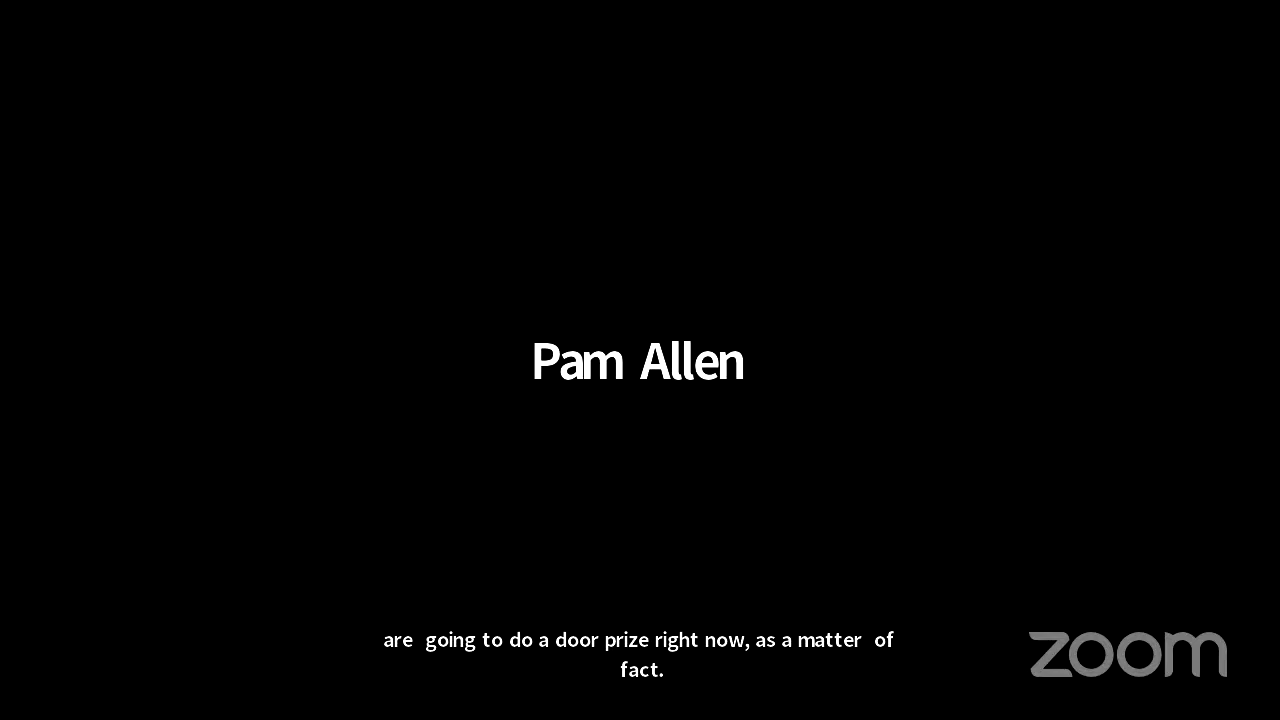 Pam Allen
are going to do a door prize right now, as a matter of
fact.
zoom